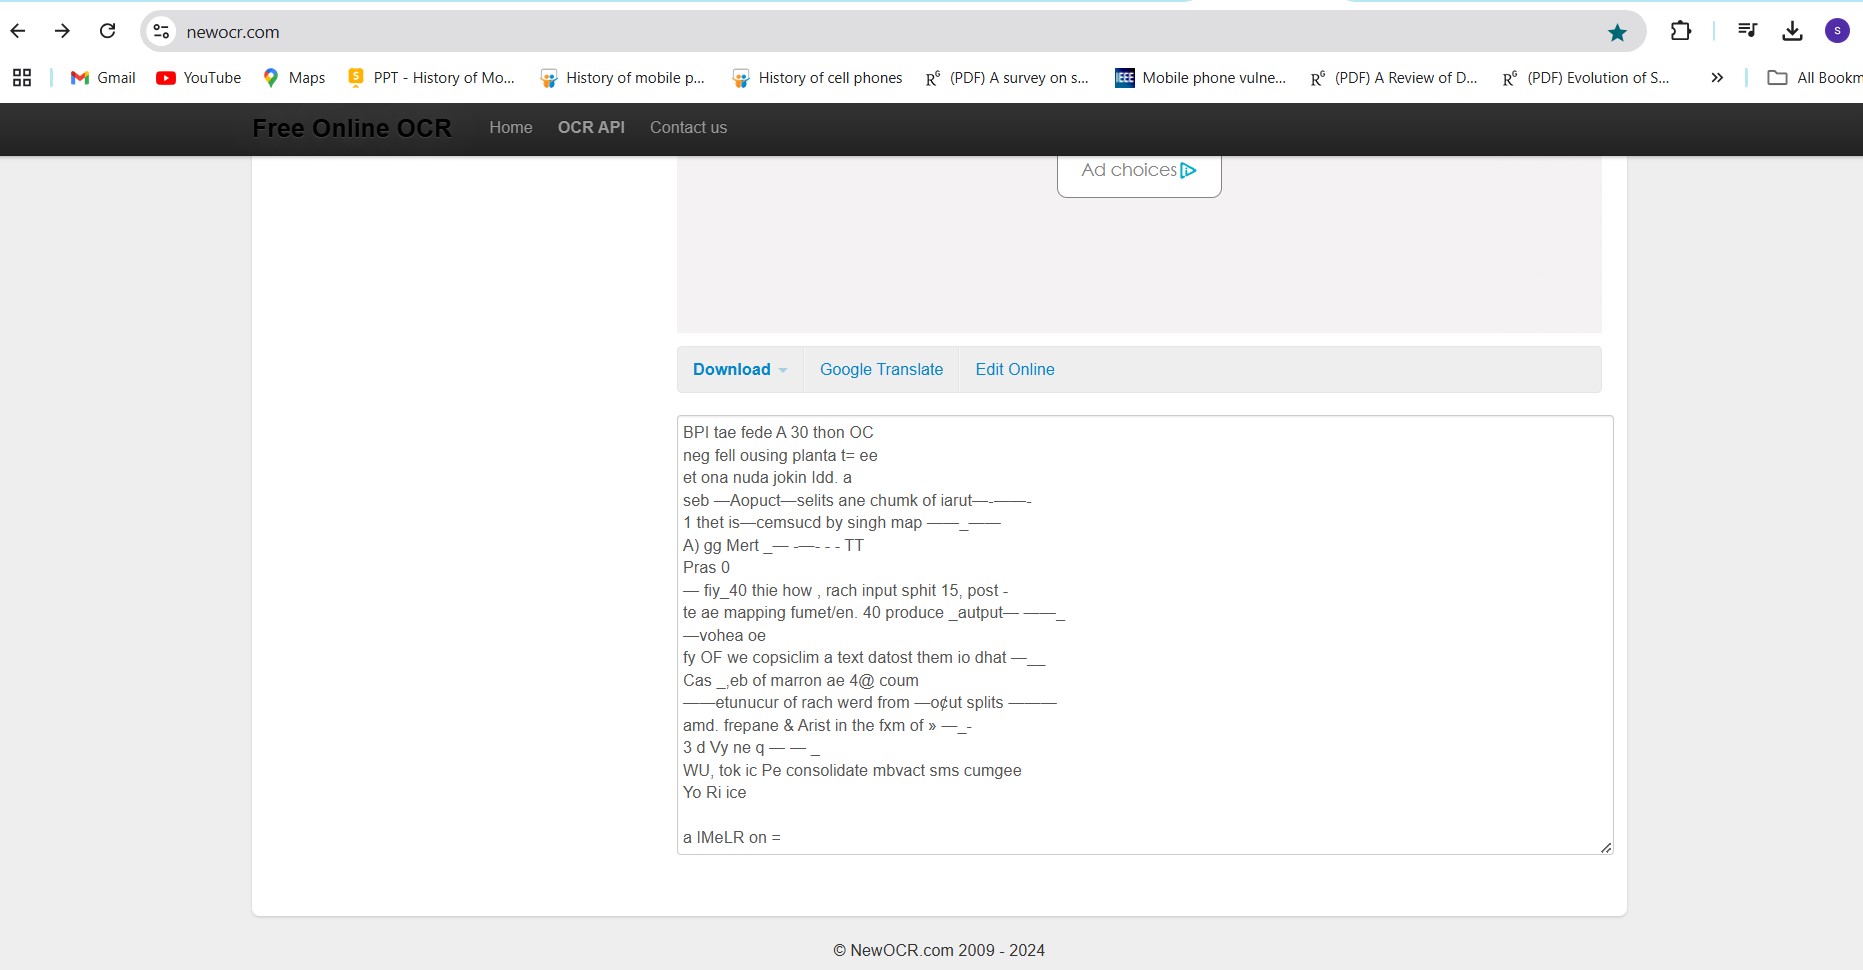 newocr.com
S
Gmail
YouTube
Maps
PPT - History of Mo...
History of mobile p...
History of cell phones
(PDF) A survey on s...
IEEE
Mobile phone vulne...
(PDF) A Review of D...
(PDF) Evolution of S...
»
All Bookm
Free Online OCR
Home
OCR API
Contact us
Ad choices
Download
Google Translate
Edit Online
BPI tae fede A 30 thon OC
neg fell ousing planta t= ee
et ona nuda jokin Idd. a
seb —Aopuct—selits ane chumk of iarut—-——-
1 thet is—cemsucd by singh map ——_——
A) gg Mert _— -—- - - TT
Pras 0
— fiy_40 thie how , rach input sphit 15, post -
te ae mapping fumet/en. 40 produce _autput— ——_
—vohea oe
fy OF we copsiclim a text datost them io dhat —__
Cas _,eb of marron ae 4@ coum
——etunucur of rach werd from —o¢ut splits ———
amd. frepane & Arist in the fxm of » —_-
3 d Vy ne q — — _
WU, tok ic Pe consolidate mbvact sms cumgee
Yo Ri ice
a IMeLR on =
© NewOCR.com 2009 - 2024